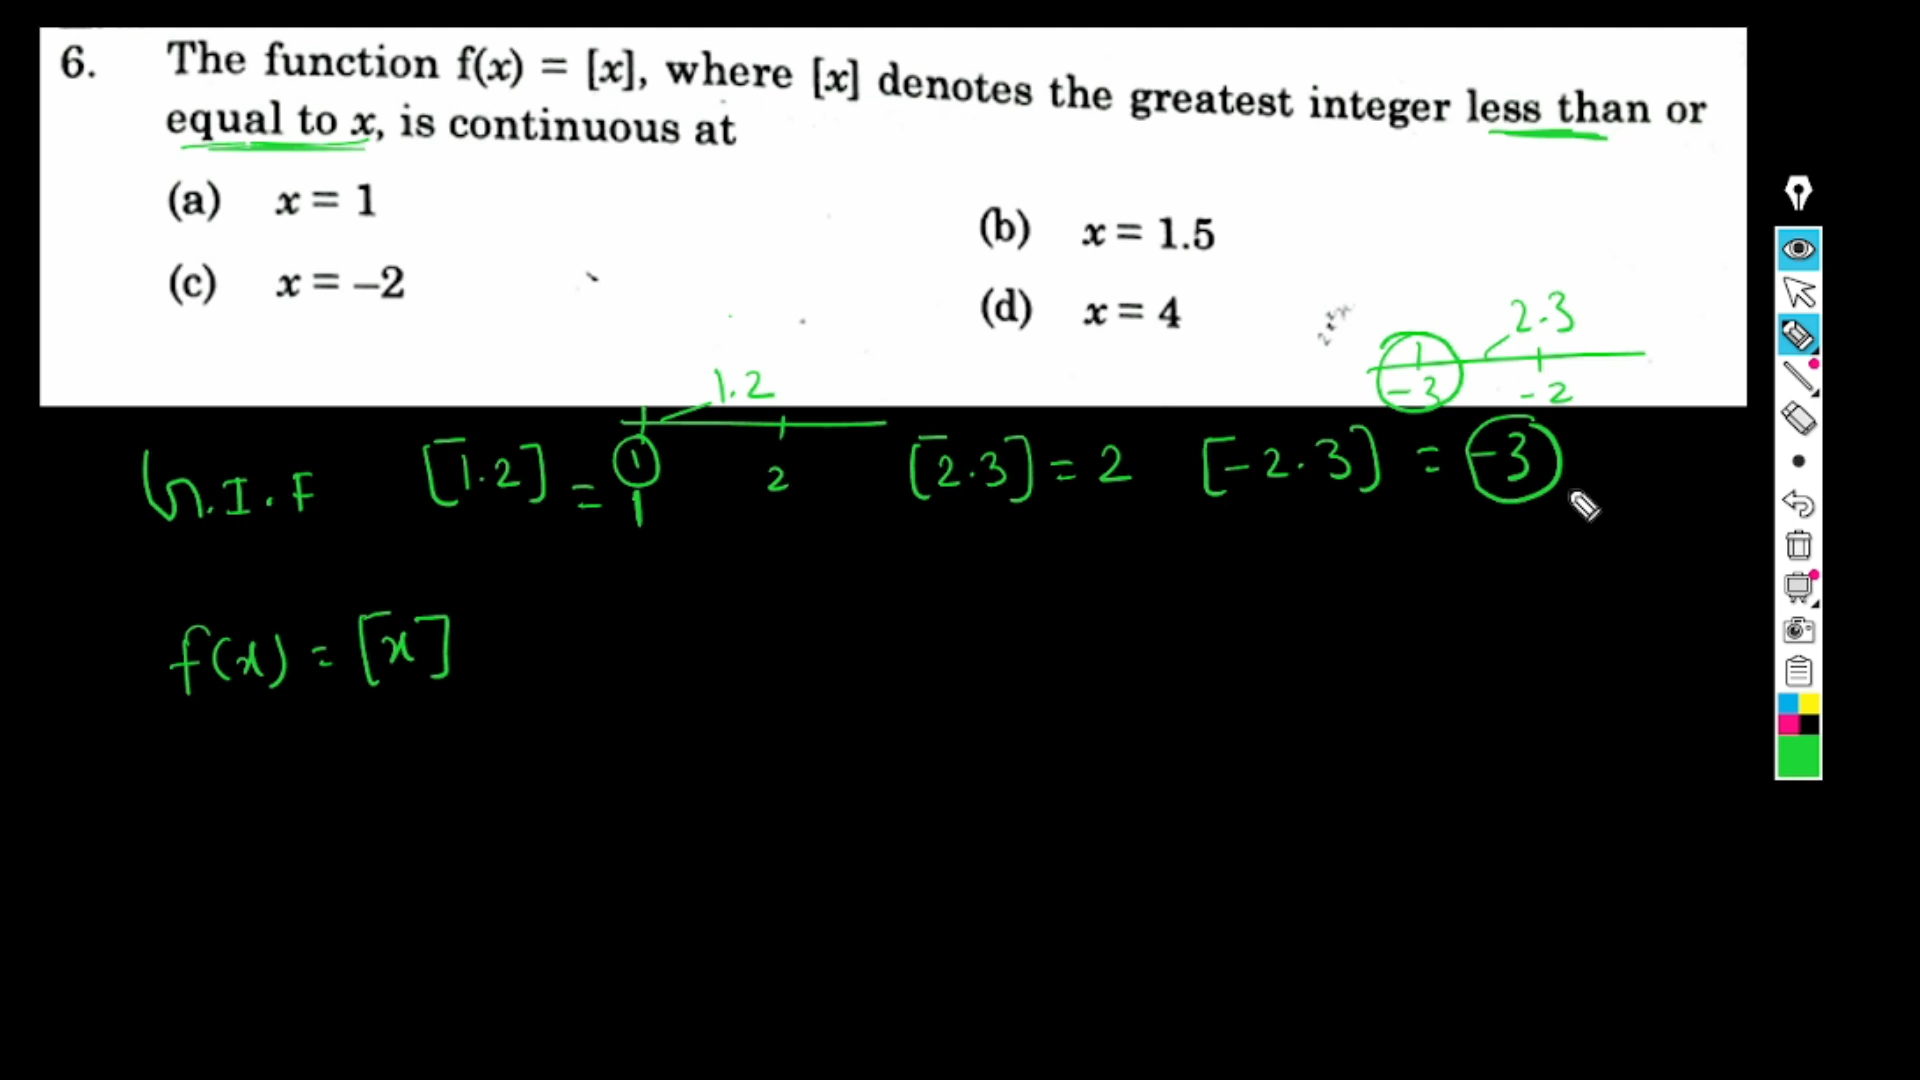 6. The function f(x) = [x], where [x] denotes the greatest integer less than or
equal to x, is continuous at
(a) x = 1
(b) x = 1.5
(c) x = –2
(d) x = 4
2.3
-3 -2
1.2
1 2
G.I.F [1.2] = 1 [2.3] = 2 [-2.3] = -3
f(x) = [x]